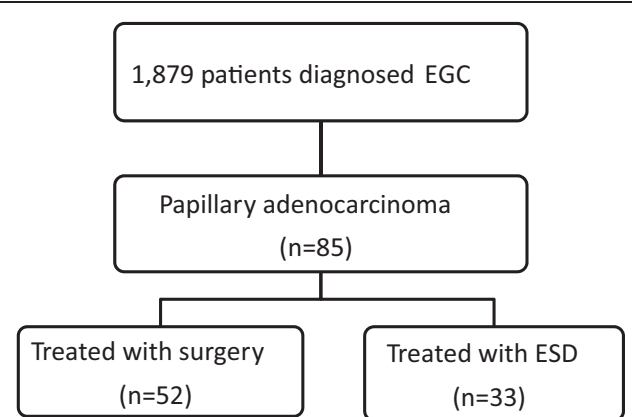 1,879 patients diagnosed EGC
Papillary adenocarcinoma
(n=85)
Treated with surgery
(n=52)
Treated with ESD
(n=33)